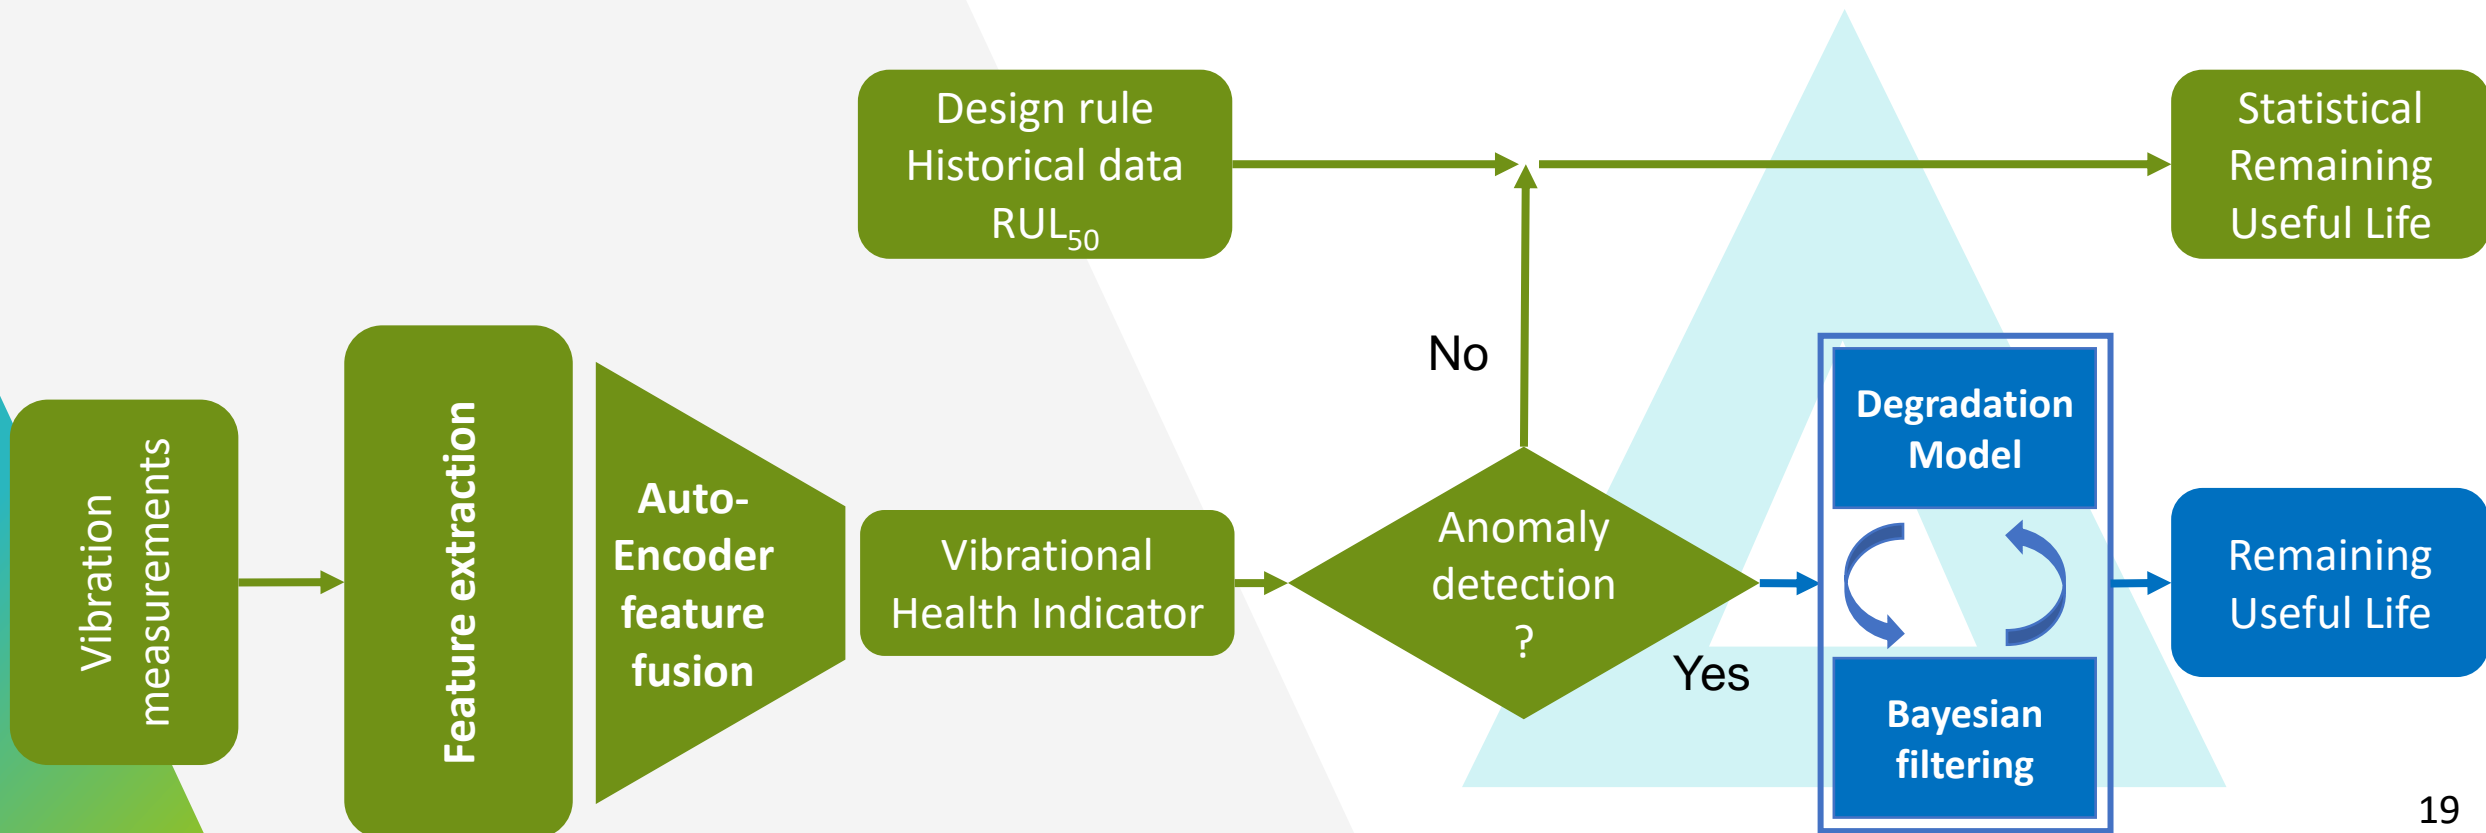 Design rule
Historical data
RUL50
Statistical
Remaining
Useful Life
No
Vibration
measurements
Feature extraction
Auto-
Encoder
feature
fusion
Vibrational
Health Indicator
Anomaly
detection
?
Yes
Degradation
Model
Bayesian
filtering
Remaining
Useful Life
19